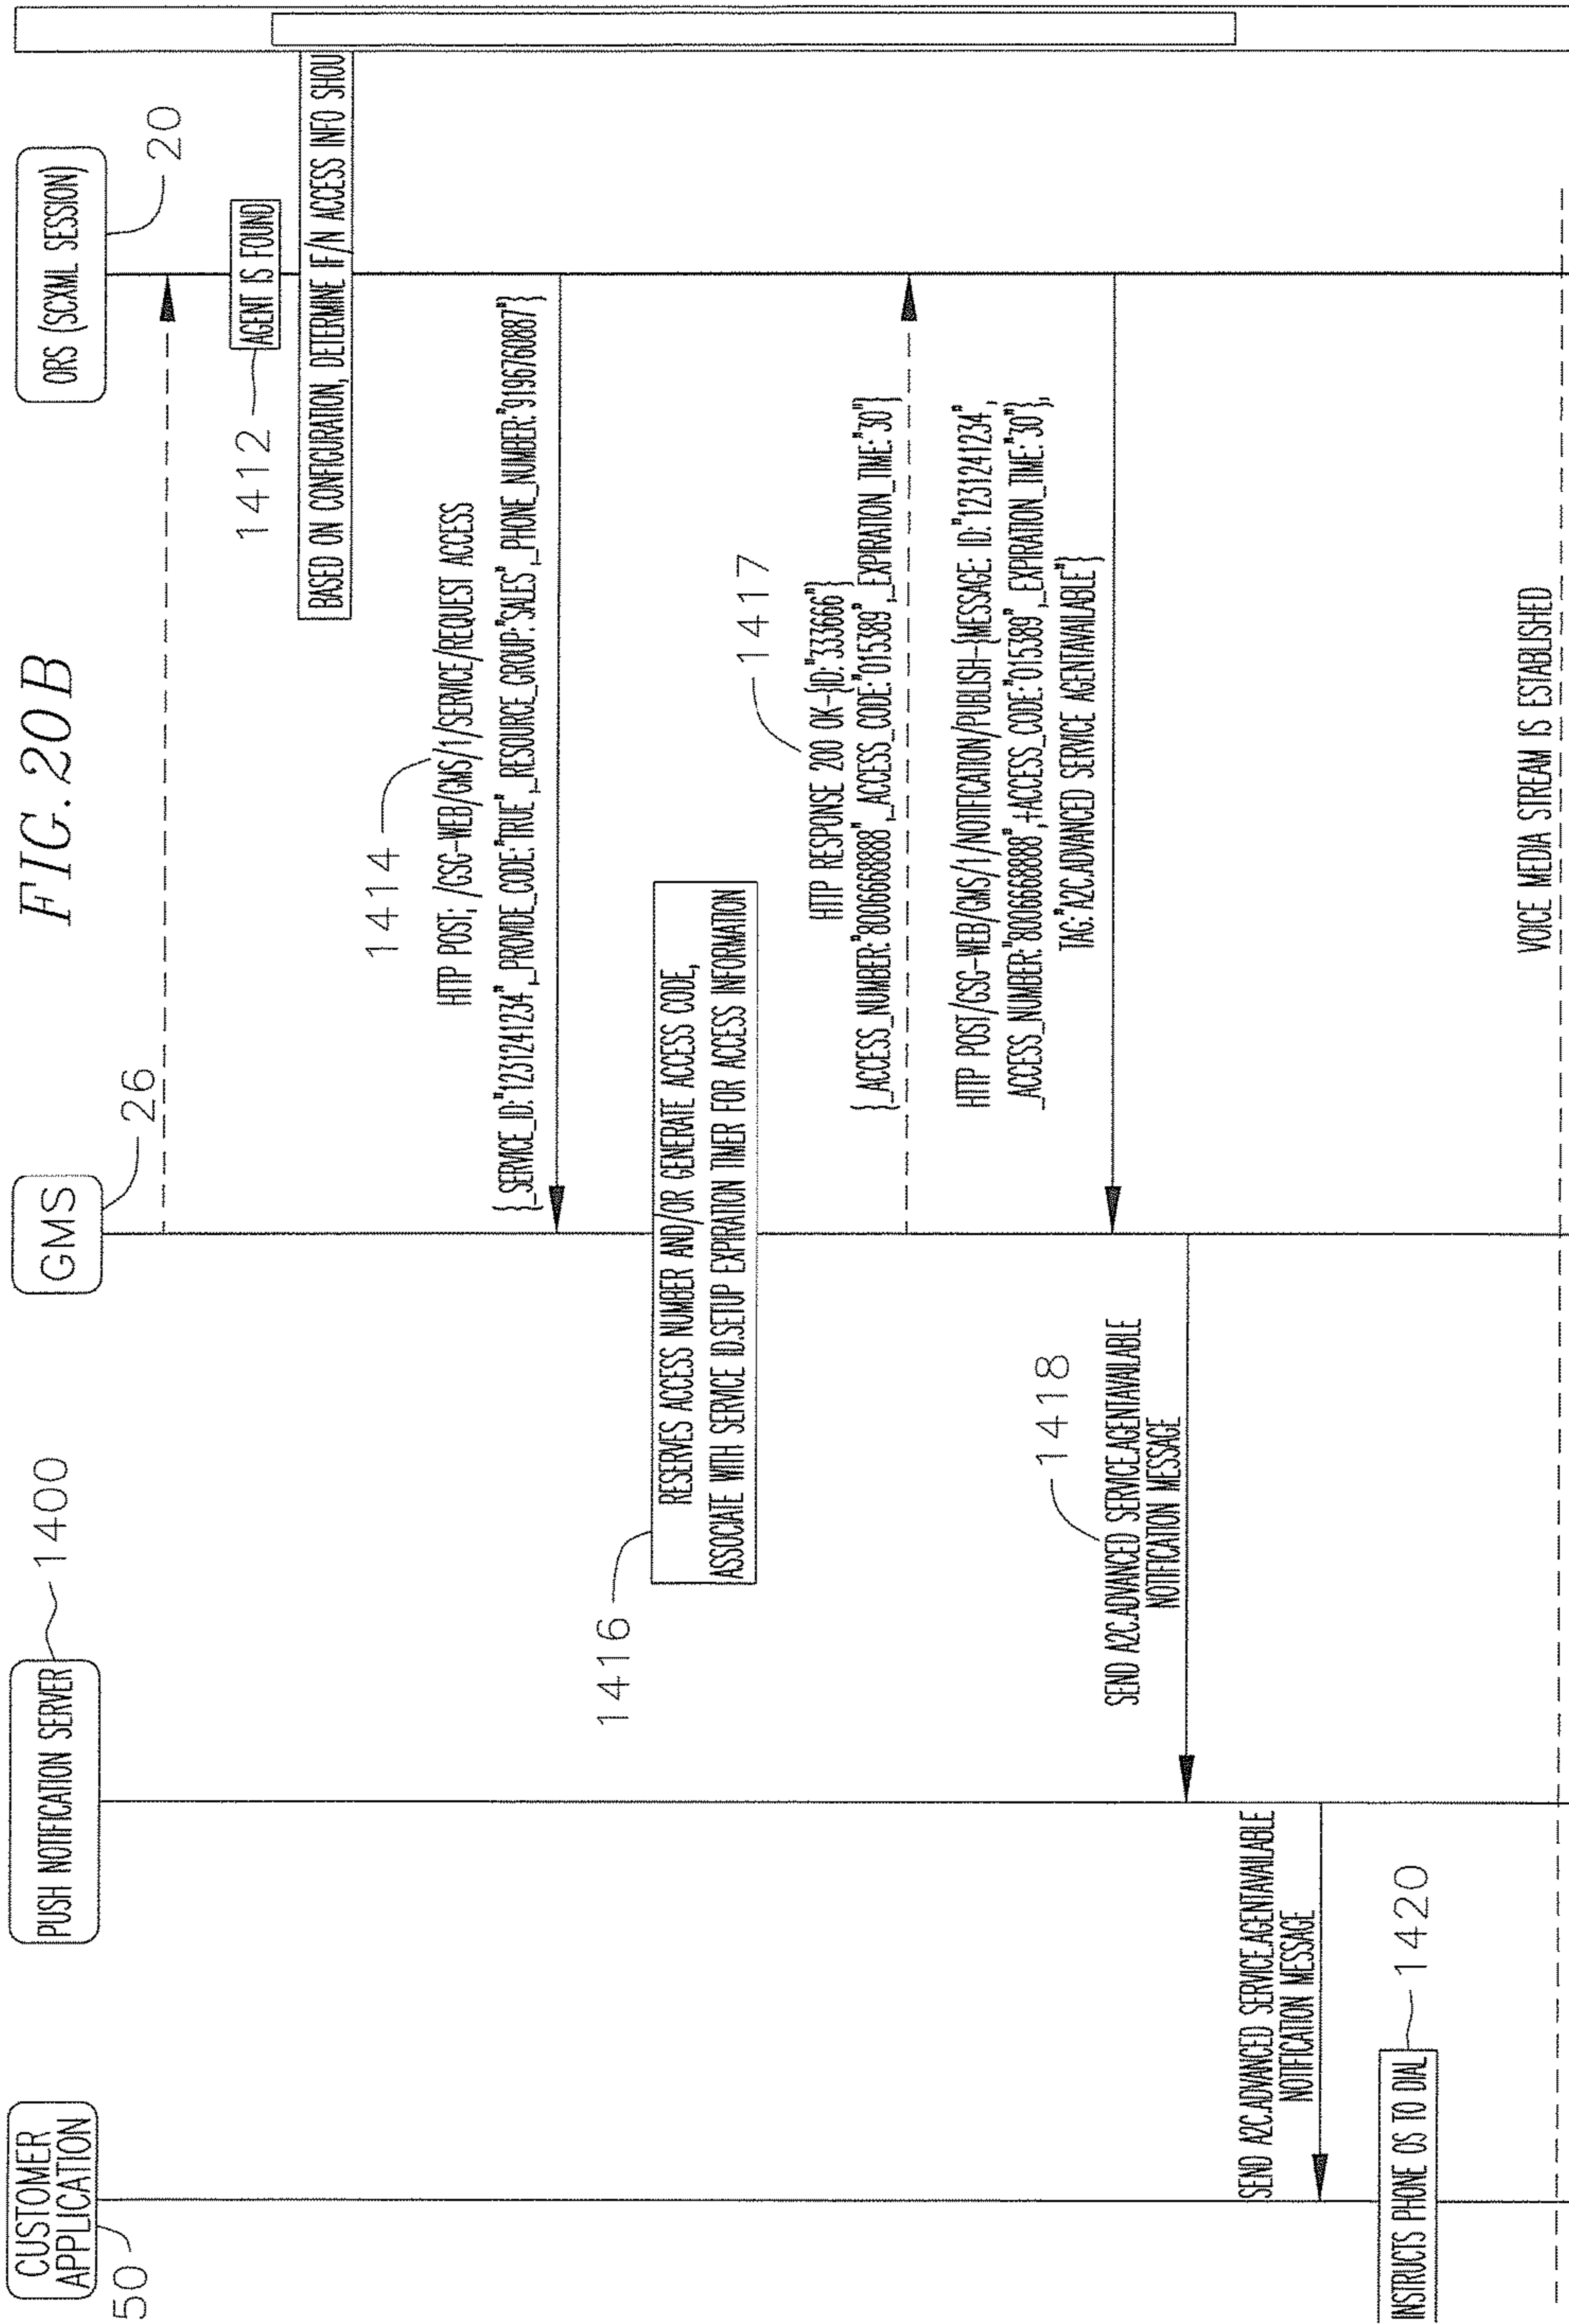 FIG. 20B
CUSTOMER
APPLICATION
50
PUSH NOTIFICATION SERVER
1400
GMS
26
ORS (SCXML SESSION)
20
1412
AGENT IS FOUND
BASED ON CONFIGURATION, DETERMINE IF/N ACCESS INFO SHOU
1414
HTTP POST; /GSG-WEB/GMS/1/SERVICE/REQUEST ACCESS
{_SERVICE_ID:"1231241234"_PROVIDE_CODE:"TRUE"_RESOURCE_GROUP:"SALES"_PHONE_NUMBER:"9196760887"}
1416
RESERVES ACCESS NUMBER AND/OR GENERATE ACCESS CODE,
ASSOCIATE WITH SERVICE ID.SETUP EXPIRATION TIMER FOR ACCESS INFORMATION
1417
HTTP RESPONSE 200 OK-{ID:"333666"}
{_ACCESS_NUMBER:"8006668888"_ACCESS_CODE:"015389"_EXPIRATION_TIME:"30"}
HTTP POST/GSG-WEB/GMS/1/NOTIFICATION/PUBLISH-{MESSAGE: ID:"1231241234",
_ACCESS_NUMBER:"8006668888",+ACCESS_CODE:"015389"_EXPIRATION_TIME:"30"},
TAG:"A2C.ADVANCED SERVICE AGENTAVAILABLE"}
1418
SEND A2C.ADVANCED SERVICE.AGENTAVAILABLE
NOTIFICATION MESSAGE
SEND A2C.ADVANCED SERVICE.AGENTAVAILABLE
NOTIFICATION MESSAGE
INSTRUCTS PHONE OS TO DIAL
1420
VOICE MEDIA STREAM IS ESTABLISHED